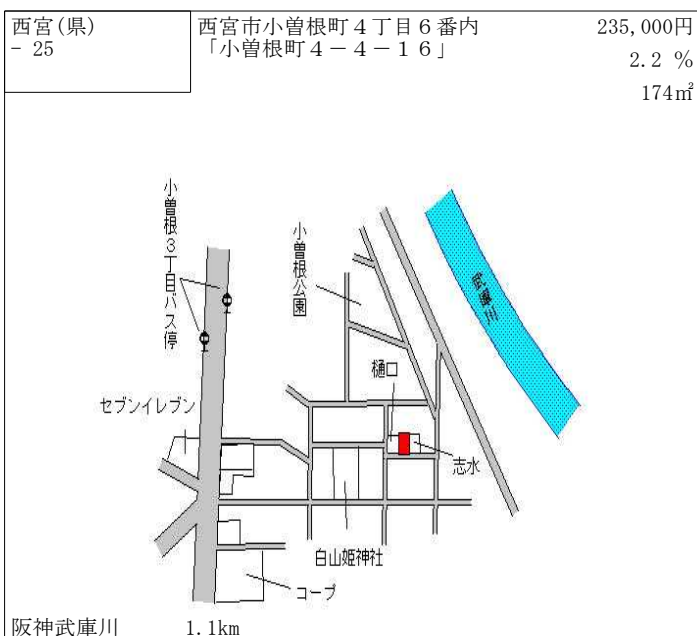 西宮(県)
- 25
西宮市小曽根町４丁目６番内
「小曽根町４－４－１６」
235,000円
2.2 %
174㎡
小曽根３丁目バス停
小曽根公園
武庫川
樋口
セブンイレブン
志水
白山姫神社
コープ
阪神武庫川 1.1km